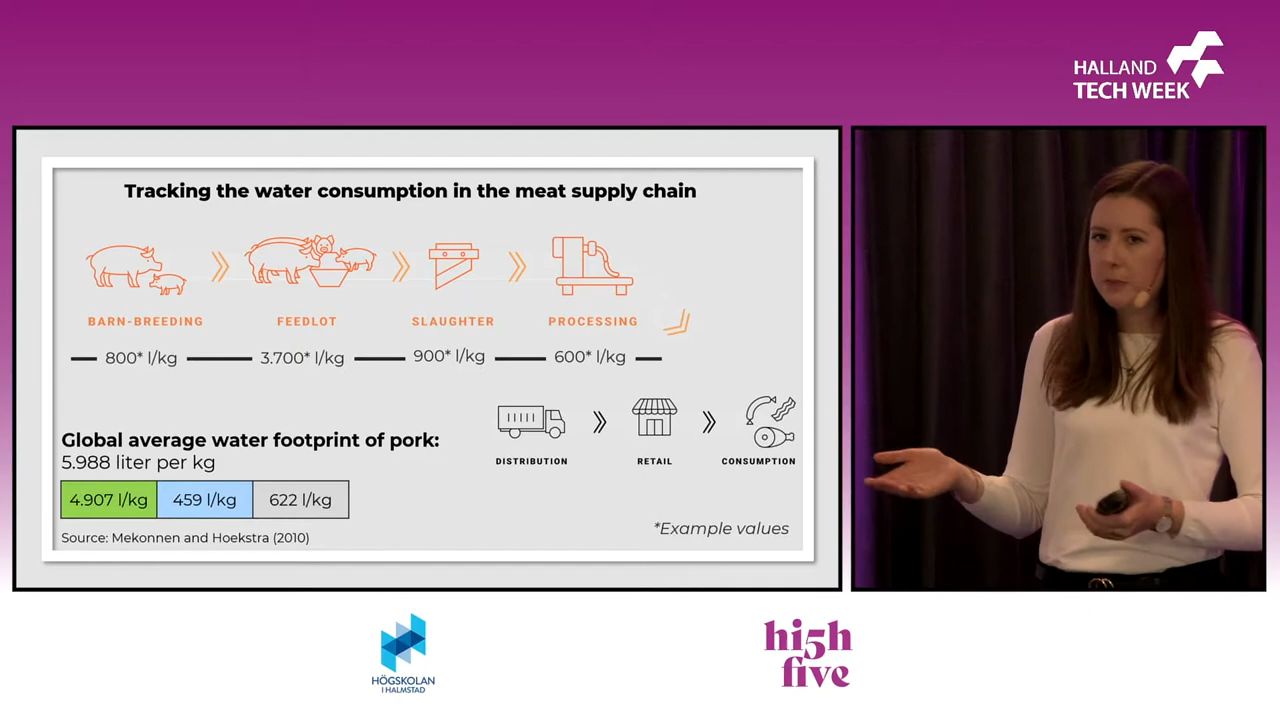 HALLAND
TECH WEEK
Tracking the water consumption in the meat supply chain
BARN-BREEDING
FEEDLOT
SLAUGHTER
PROCESSING
800* l/kg
3.700* l/kg
900* l/kg
600* l/kg
DISTRIBUTION
RETAIL
CONSUMPTION
Global average water footprint of pork:
5.988 liter per kg
4.907 l/kg
459 l/kg
622 l/kg
*Example values
Source: Mekonnen and Hoekstra (2010)
HÖGSKOLAN
I HALMSTAD
hi5h
five